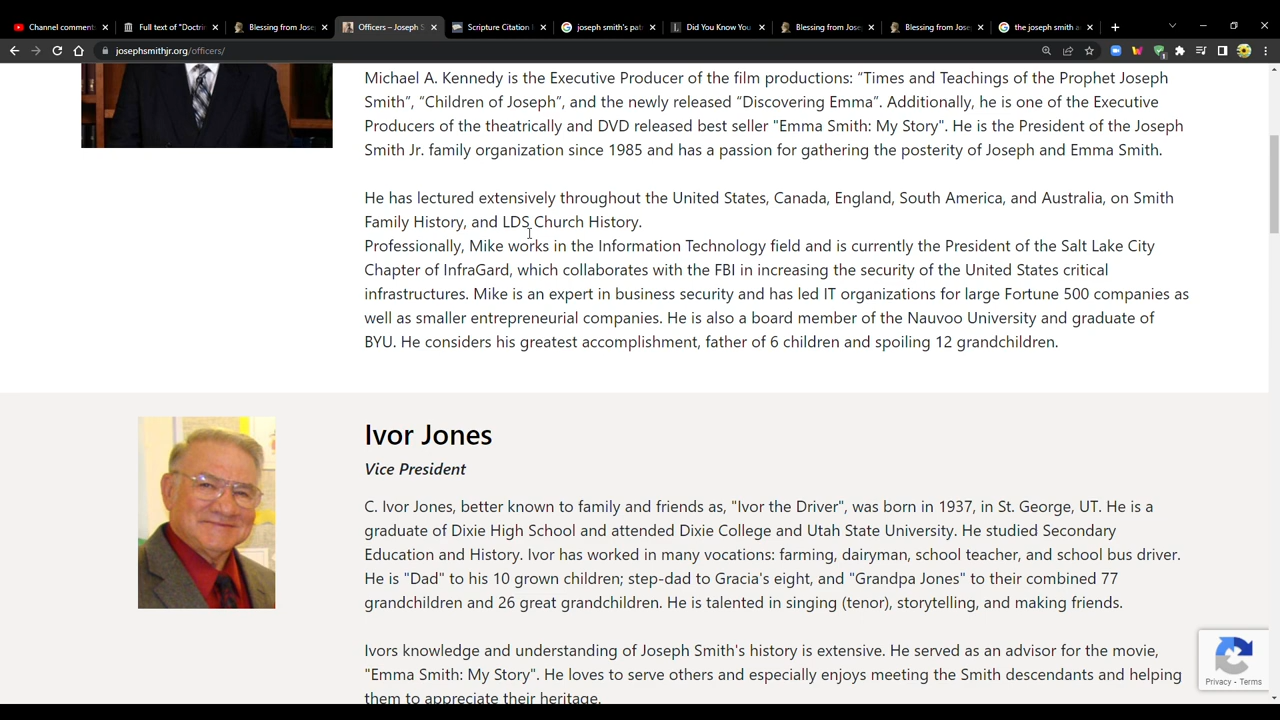 Channel comment
Full text of "Doctrin
Blessing from Jose
Officers – Joseph S
Scripture Citation I
joseph smith's pat
Did You Know You
Blessing from Jose
Blessing from Jose
the joseph smith a
josephsmithjr.org/officers/
Michael A. Kennedy is the Executive Producer of the film productions: “Times and Teachings of the Prophet Joseph
Smith”, “Children of Joseph”, and the newly released “Discovering Emma”. Additionally, he is one of the Executive
Producers of the theatrically and DVD released best seller "Emma Smith: My Story". He is the President of the Joseph
Smith Jr. family organization since 1985 and has a passion for gathering the posterity of Joseph and Emma Smith.
He has lectured extensively throughout the United States, Canada, England, South America, and Australia, on Smith
Family History, and LDS Church History.
Professionally, Mike works in the Information Technology field and is currently the President of the Salt Lake City
Chapter of InfraGard, which collaborates with the FBI in increasing the security of the United States critical
infrastructures. Mike is an expert in business security and has led IT organizations for large Fortune 500 companies as
well as smaller entrepreneurial companies. He is also a board member of the Nauvoo University and graduate of
BYU. He considers his greatest accomplishment, father of 6 children and spoiling 12 grandchildren.
Ivor Jones
Vice President
C. Ivor Jones, better known to family and friends as, "Ivor the Driver", was born in 1937, in St. George, UT. He is a
graduate of Dixie High School and attended Dixie College and Utah State University. He studied Secondary
Education and History. Ivor has worked in many vocations: farming, dairyman, school teacher, and school bus driver.
He is "Dad" to his 10 grown children; step-dad to Gracia's eight, and "Grandpa Jones" to their combined 77
grandchildren and 26 great grandchildren. He is talented in singing (tenor), storytelling, and making friends.
Ivors knowledge and understanding of Joseph Smith's history is extensive. He served as an advisor for the movie,
"Emma Smith: My Story". He loves to serve others and especially enjoys meeting the Smith descendants and helping
them to appreciate their heritage.
Privacy - Terms